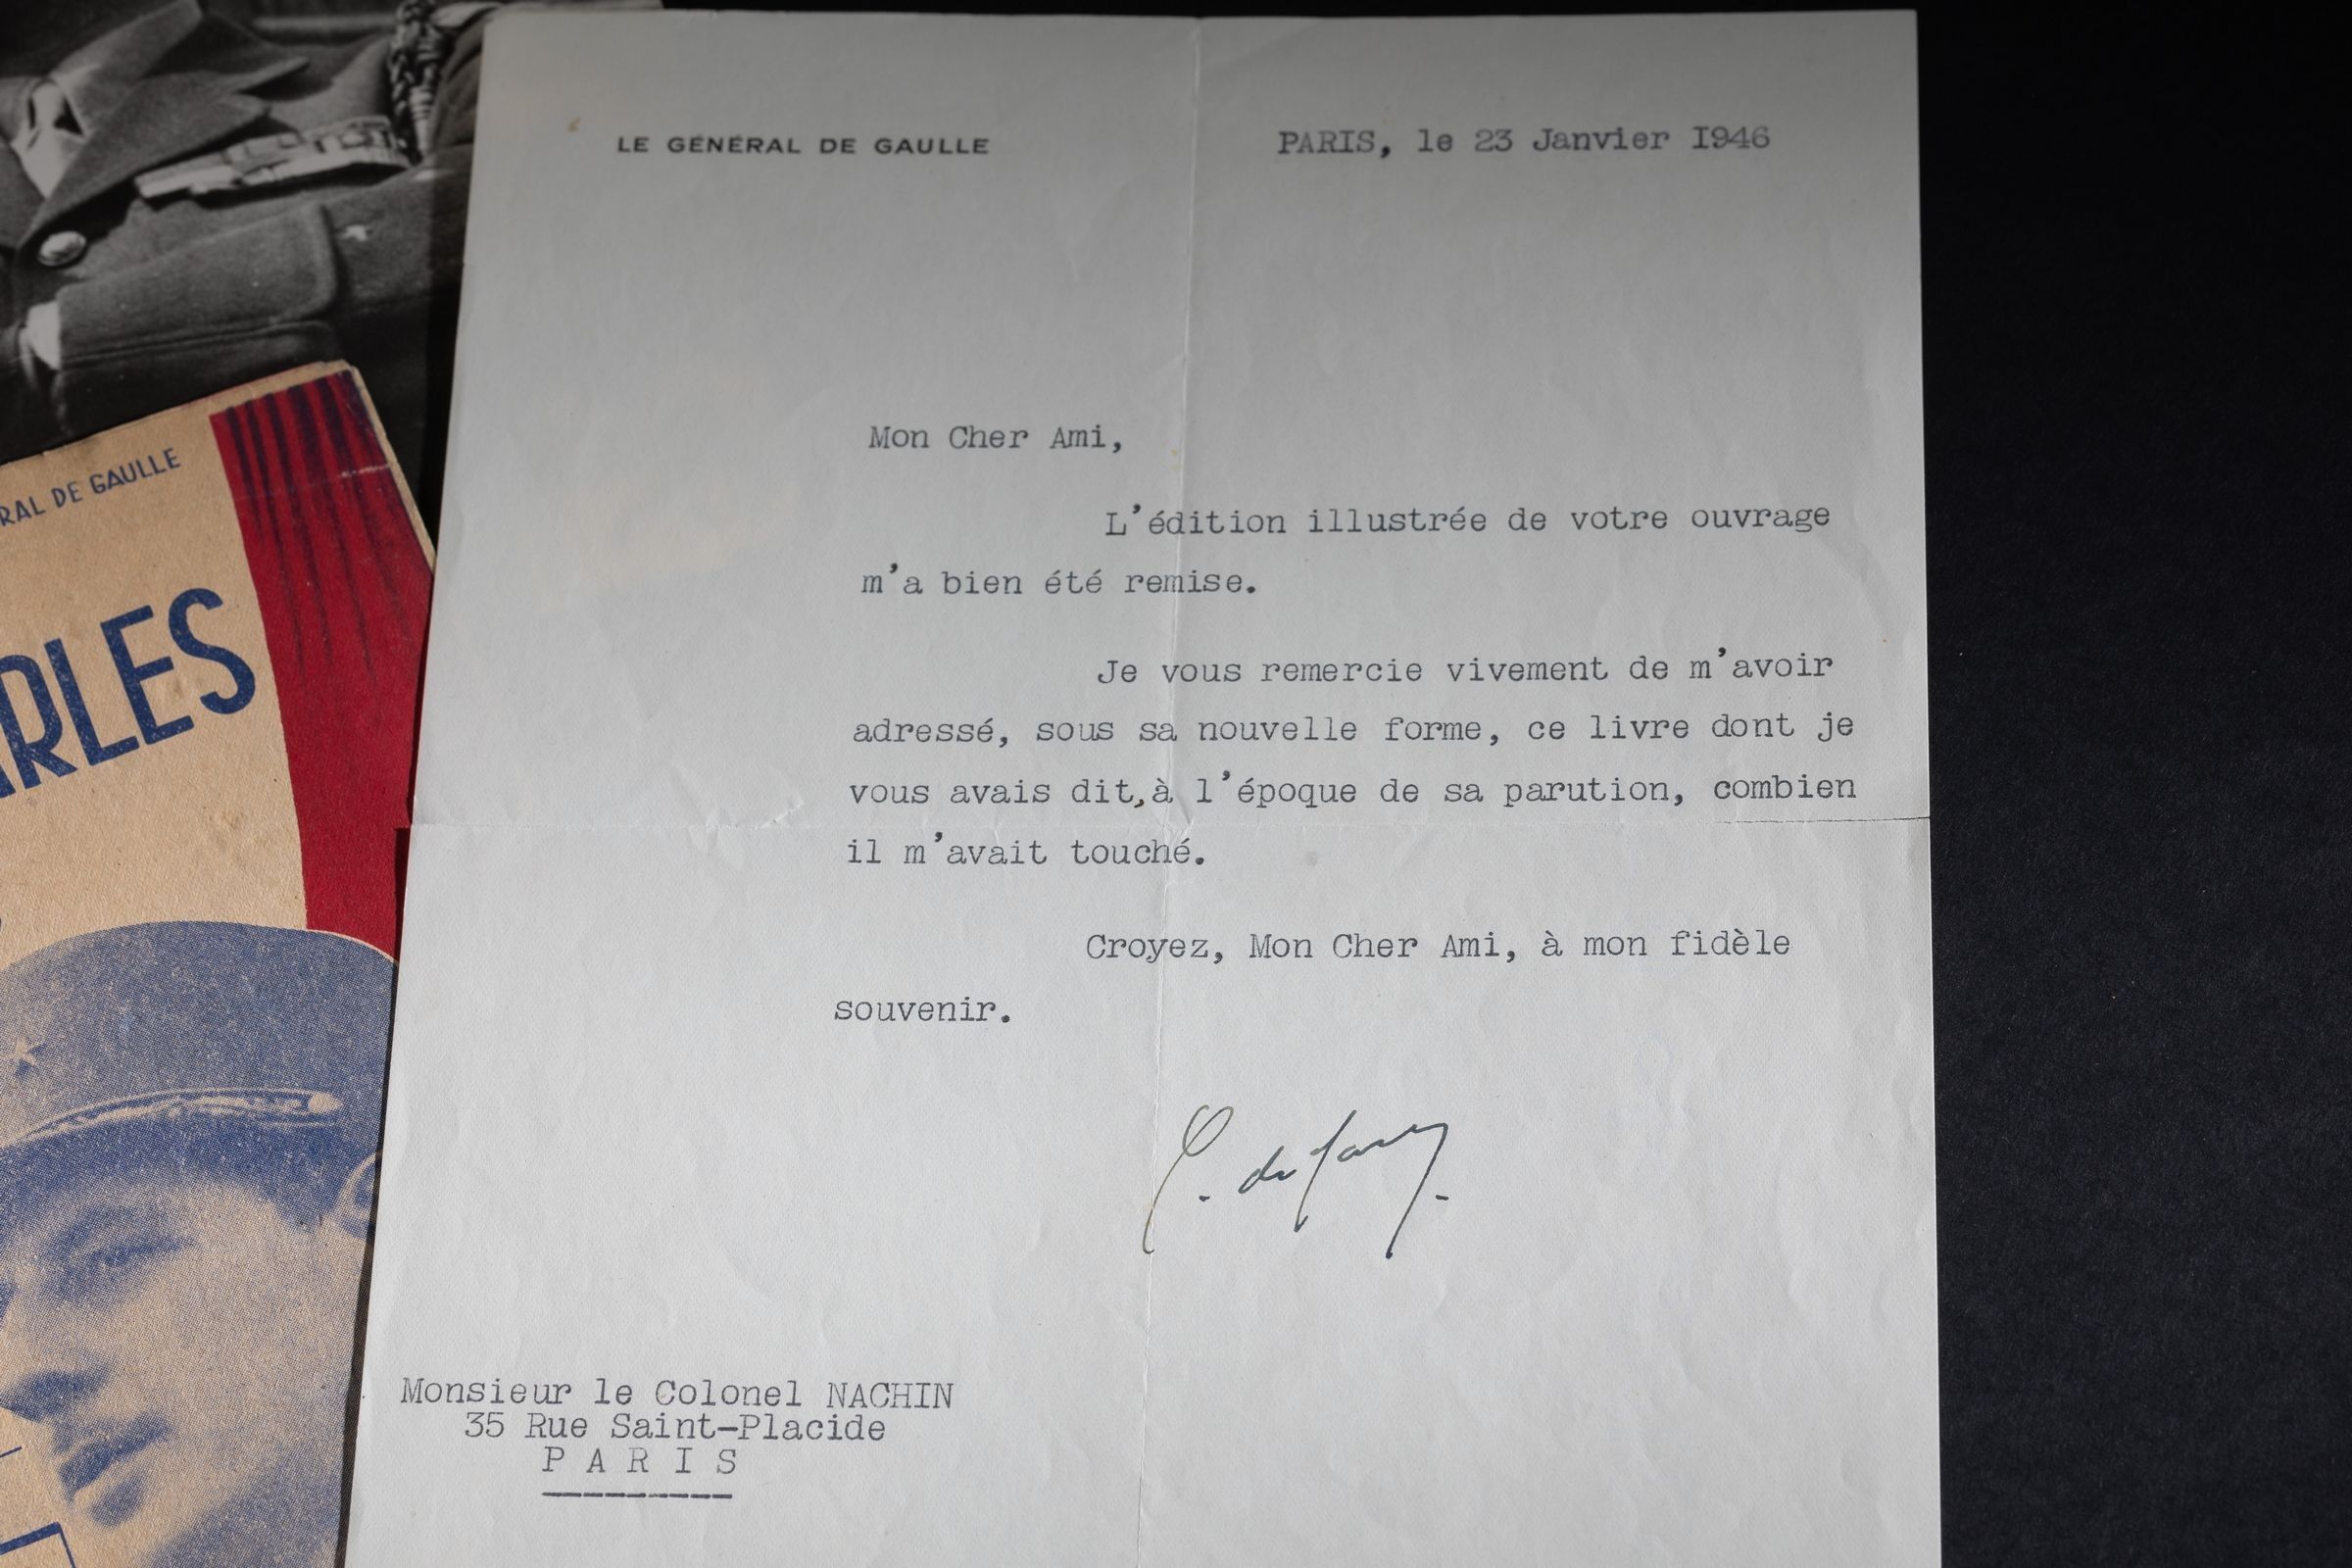 LE GÉNÉRAL DE GAULLE
PARIS, le 23 Janvier I946
Mon Cher Ami,
L'édition illustrée de votre ouvrage
m'a bien été remise.
Je vous remercie vivement de m'avoir
adressé, sous sa nouvelle forme, ce livre dont je
vous avais dit,à l'époque de sa parution, combien
il m'avait touché.
Croyez, Mon Cher Ami, à mon fidèle
souvenir.
C. de Gaulle.
Monsieur le Colonel NACHIN
35 Rue Saint-Placide
P A R I S
RAL DE GAULLE
RLES